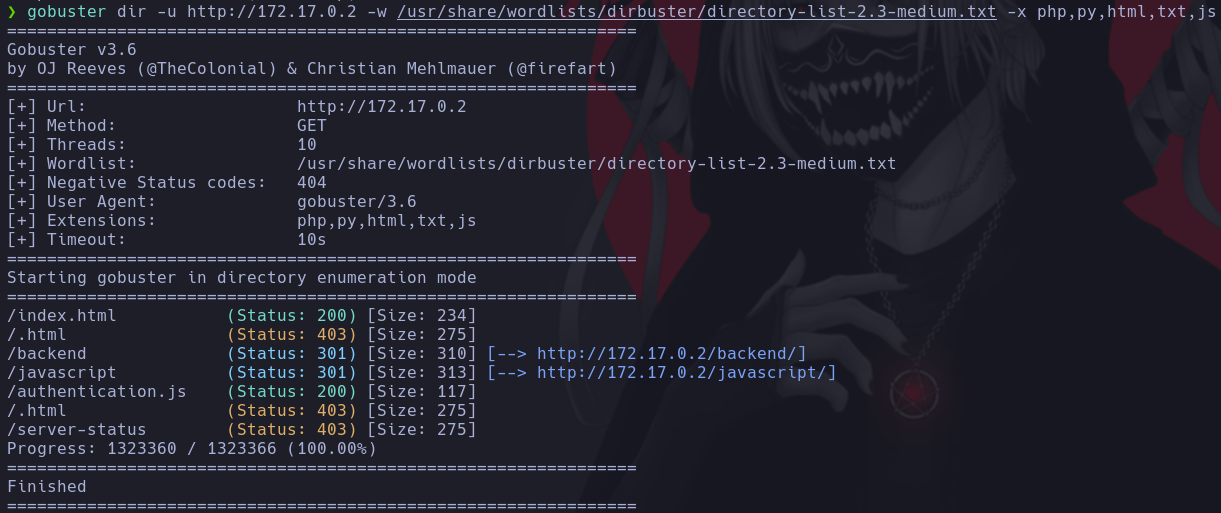 ❯ gobuster dir -u http://172.17.0.2 -w /usr/share/wordlists/dirbuster/directory-list-2.3-medium.txt -x php,py,html,txt,js
===============================================================
Gobuster v3.6
by OJ Reeves (@TheColonial) & Christian Mehlmauer (@firefart)
===============================================================
[+] Url:                     http://172.17.0.2
[+] Method:                  GET
[+] Threads:                 10
[+] Wordlist:                /usr/share/wordlists/dirbuster/directory-list-2.3-medium.txt
[+] Negative Status codes:   404
[+] User Agent:              gobuster/3.6
[+] Extensions:              php,py,html,txt,js
[+] Timeout:                 10s
===============================================================
Starting gobuster in directory enumeration mode
===============================================================
/index.html           (Status: 200) [Size: 234]
/.html                (Status: 403) [Size: 275]
/backend              (Status: 301) [Size: 310] [--> http://172.17.0.2/backend/]
/javascript           (Status: 301) [Size: 313] [--> http://172.17.0.2/javascript/]
/authentication.js    (Status: 200) [Size: 117]
/.html                (Status: 403) [Size: 275]
/server-status        (Status: 403) [Size: 275]
Progress: 1323360 / 1323366 (100.00%)
===============================================================
Finished
===============================================================